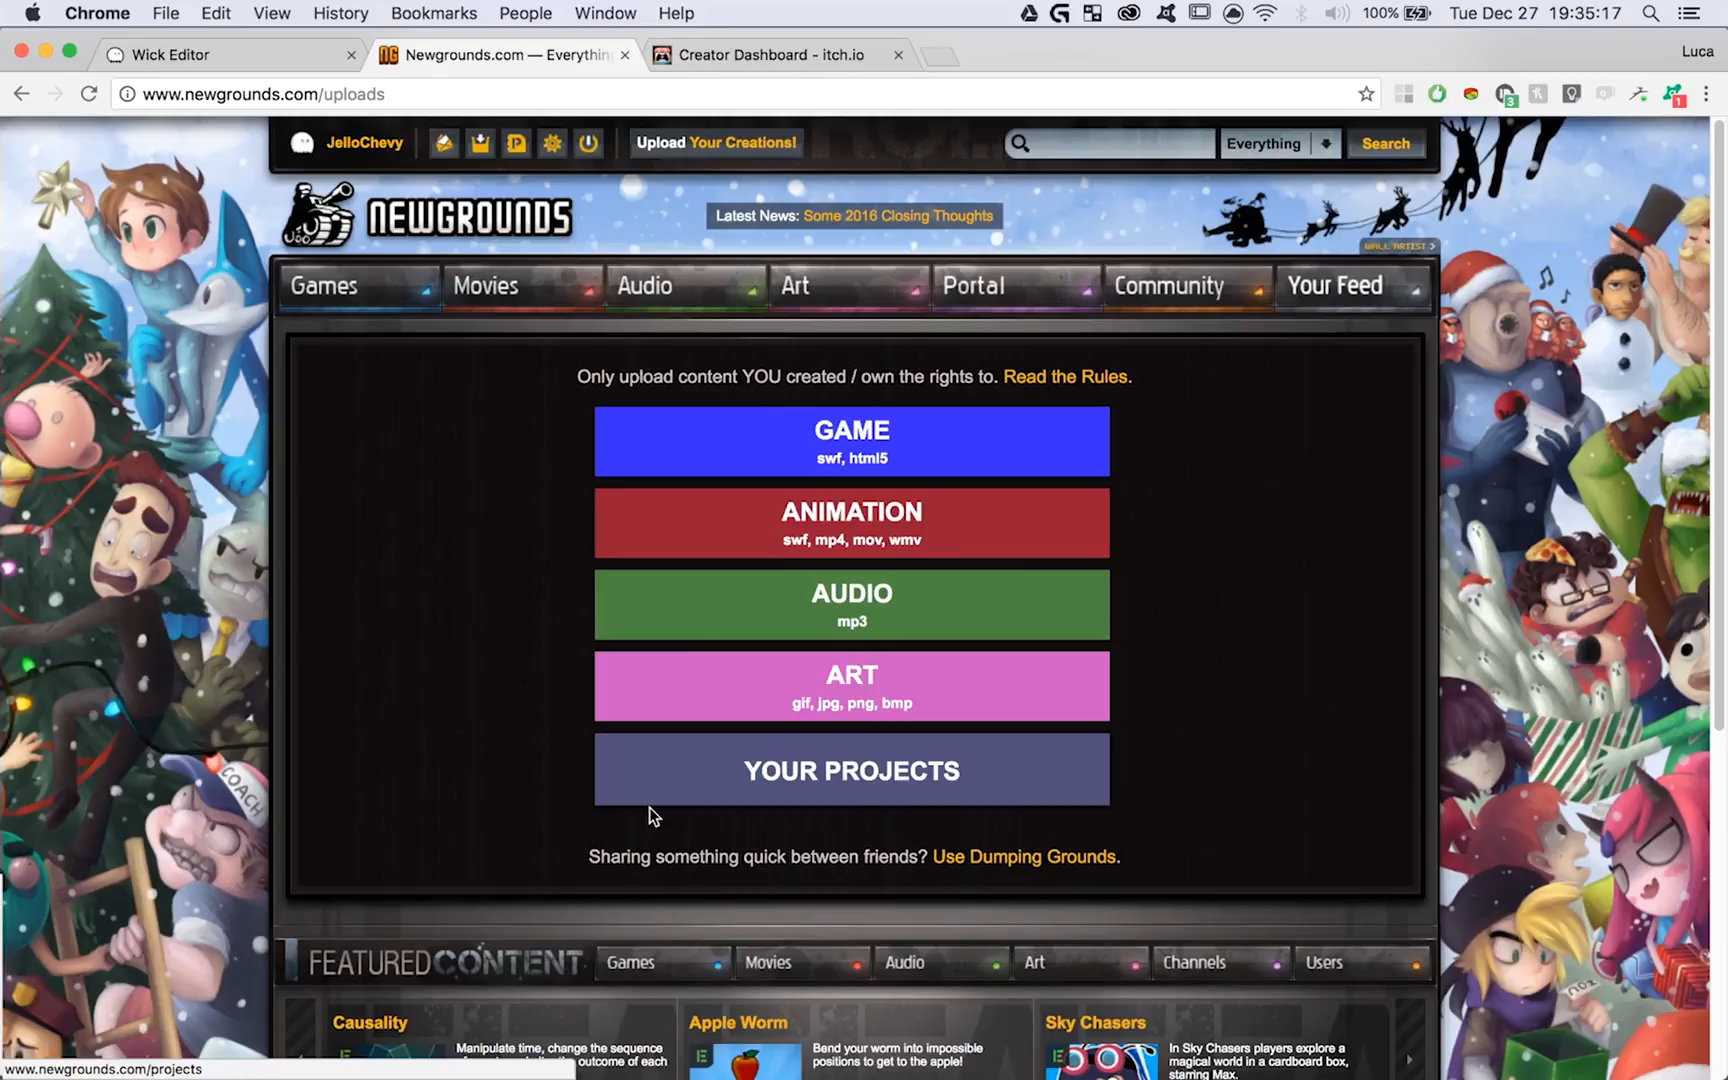 Chrome File Edit View History Bookmarks People Window Help 100% Tue Dec 27 19:35:17
Wick Editor Newgrounds.com — Everythin Creator Dashboard - itch.io Luca
www.newgrounds.com/uploads
3 1
JelloChevy Upload Your Creations! Everything Search
NEWGROUNDS Latest News: Some 2016 Closing Thoughts
WALL ARTIST >
Games Movies Audio Art Portal Community Your Feed
Only upload content YOU created / own the rights to. Read the Rules.
GAME
swf, html5
ANIMATION
swf, mp4, mov, wmv
AUDIO
mp3
ART
gif, jpg, png, bmp
YOUR PROJECTS
COACH
Sharing something quick between friends? Use Dumping Grounds.
FEATUREDCONTENT Games Movies Audio Art Channels Users
Causality Apple Worm Sky Chasers
E Manipulate time, change the sequence E Bend your worm into impossible E In Sky Chasers players explore a
outcome of each positions to get to the apple! magical world in a cardboard box,
www.newgrounds.com/projects starring Max.